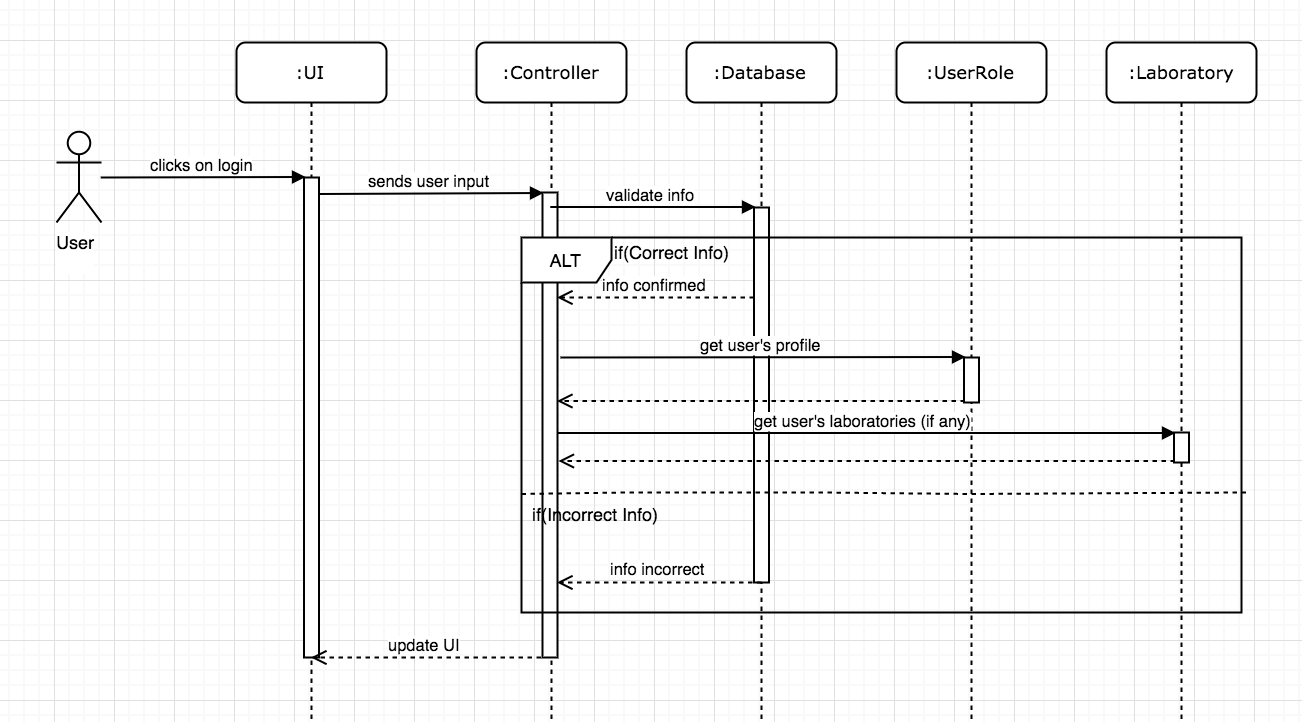 :UI
:Controller
:Database
:UserRole
:Laboratory
clicks on login
sends user input
validate info
User
ALT
if(Correct Info)
info confirmed
get user's profile
get user's laboratories (if any)
if(Incorrect Info)
info incorrect
update UI